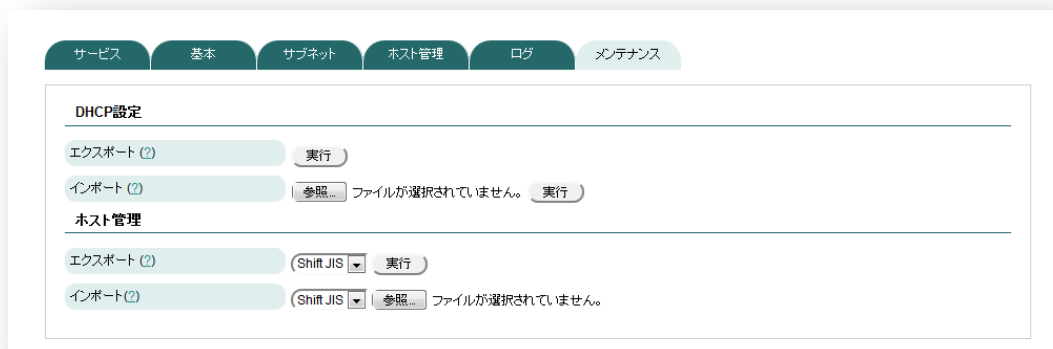 サービス 基本 サブネット ホスト管理 ログ メンテナンス
DHCP設定
エクスポート (?) 実行
インポート (?) 参照... ファイルが選択されていません。 実行
ホスト管理
エクスポート (?) Shift JIS 実行
インポート(?) Shift JIS 参照... ファイルが選択されていません。